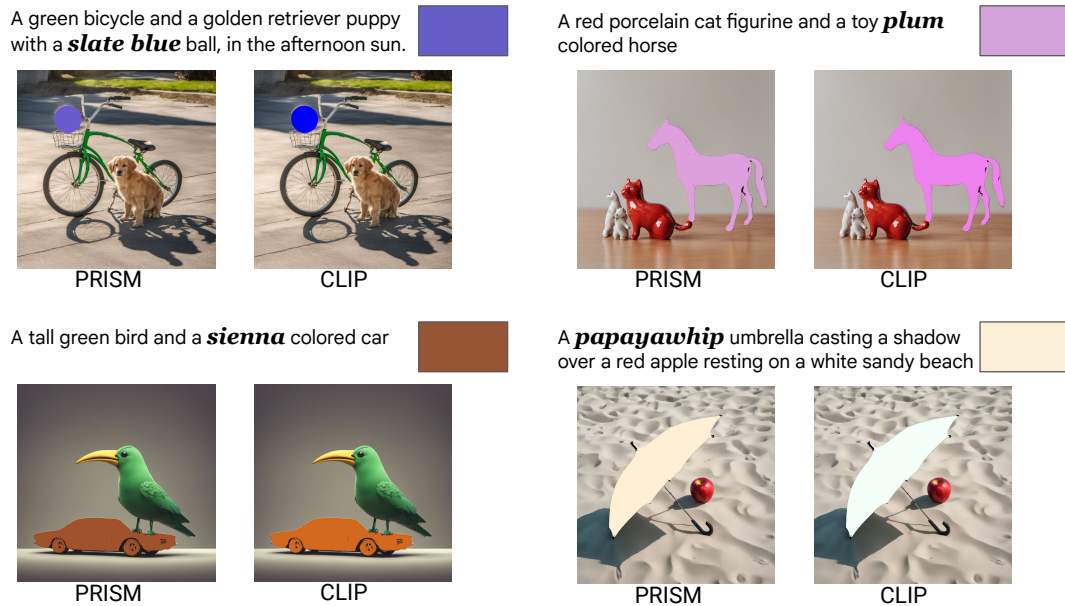 A green bicycle and a golden retriever puppy
with a slate blue ball, in the afternoon sun.
PRISM
CLIP
A red porcelain cat figurine and a toy plum
colored horse
PRISM
CLIP
A tall green bird and a sienna colored car
PRISM
CLIP
A papayawhip umbrella casting a shadow
over a red apple resting on a white sandy beach
PRISM
CLIP